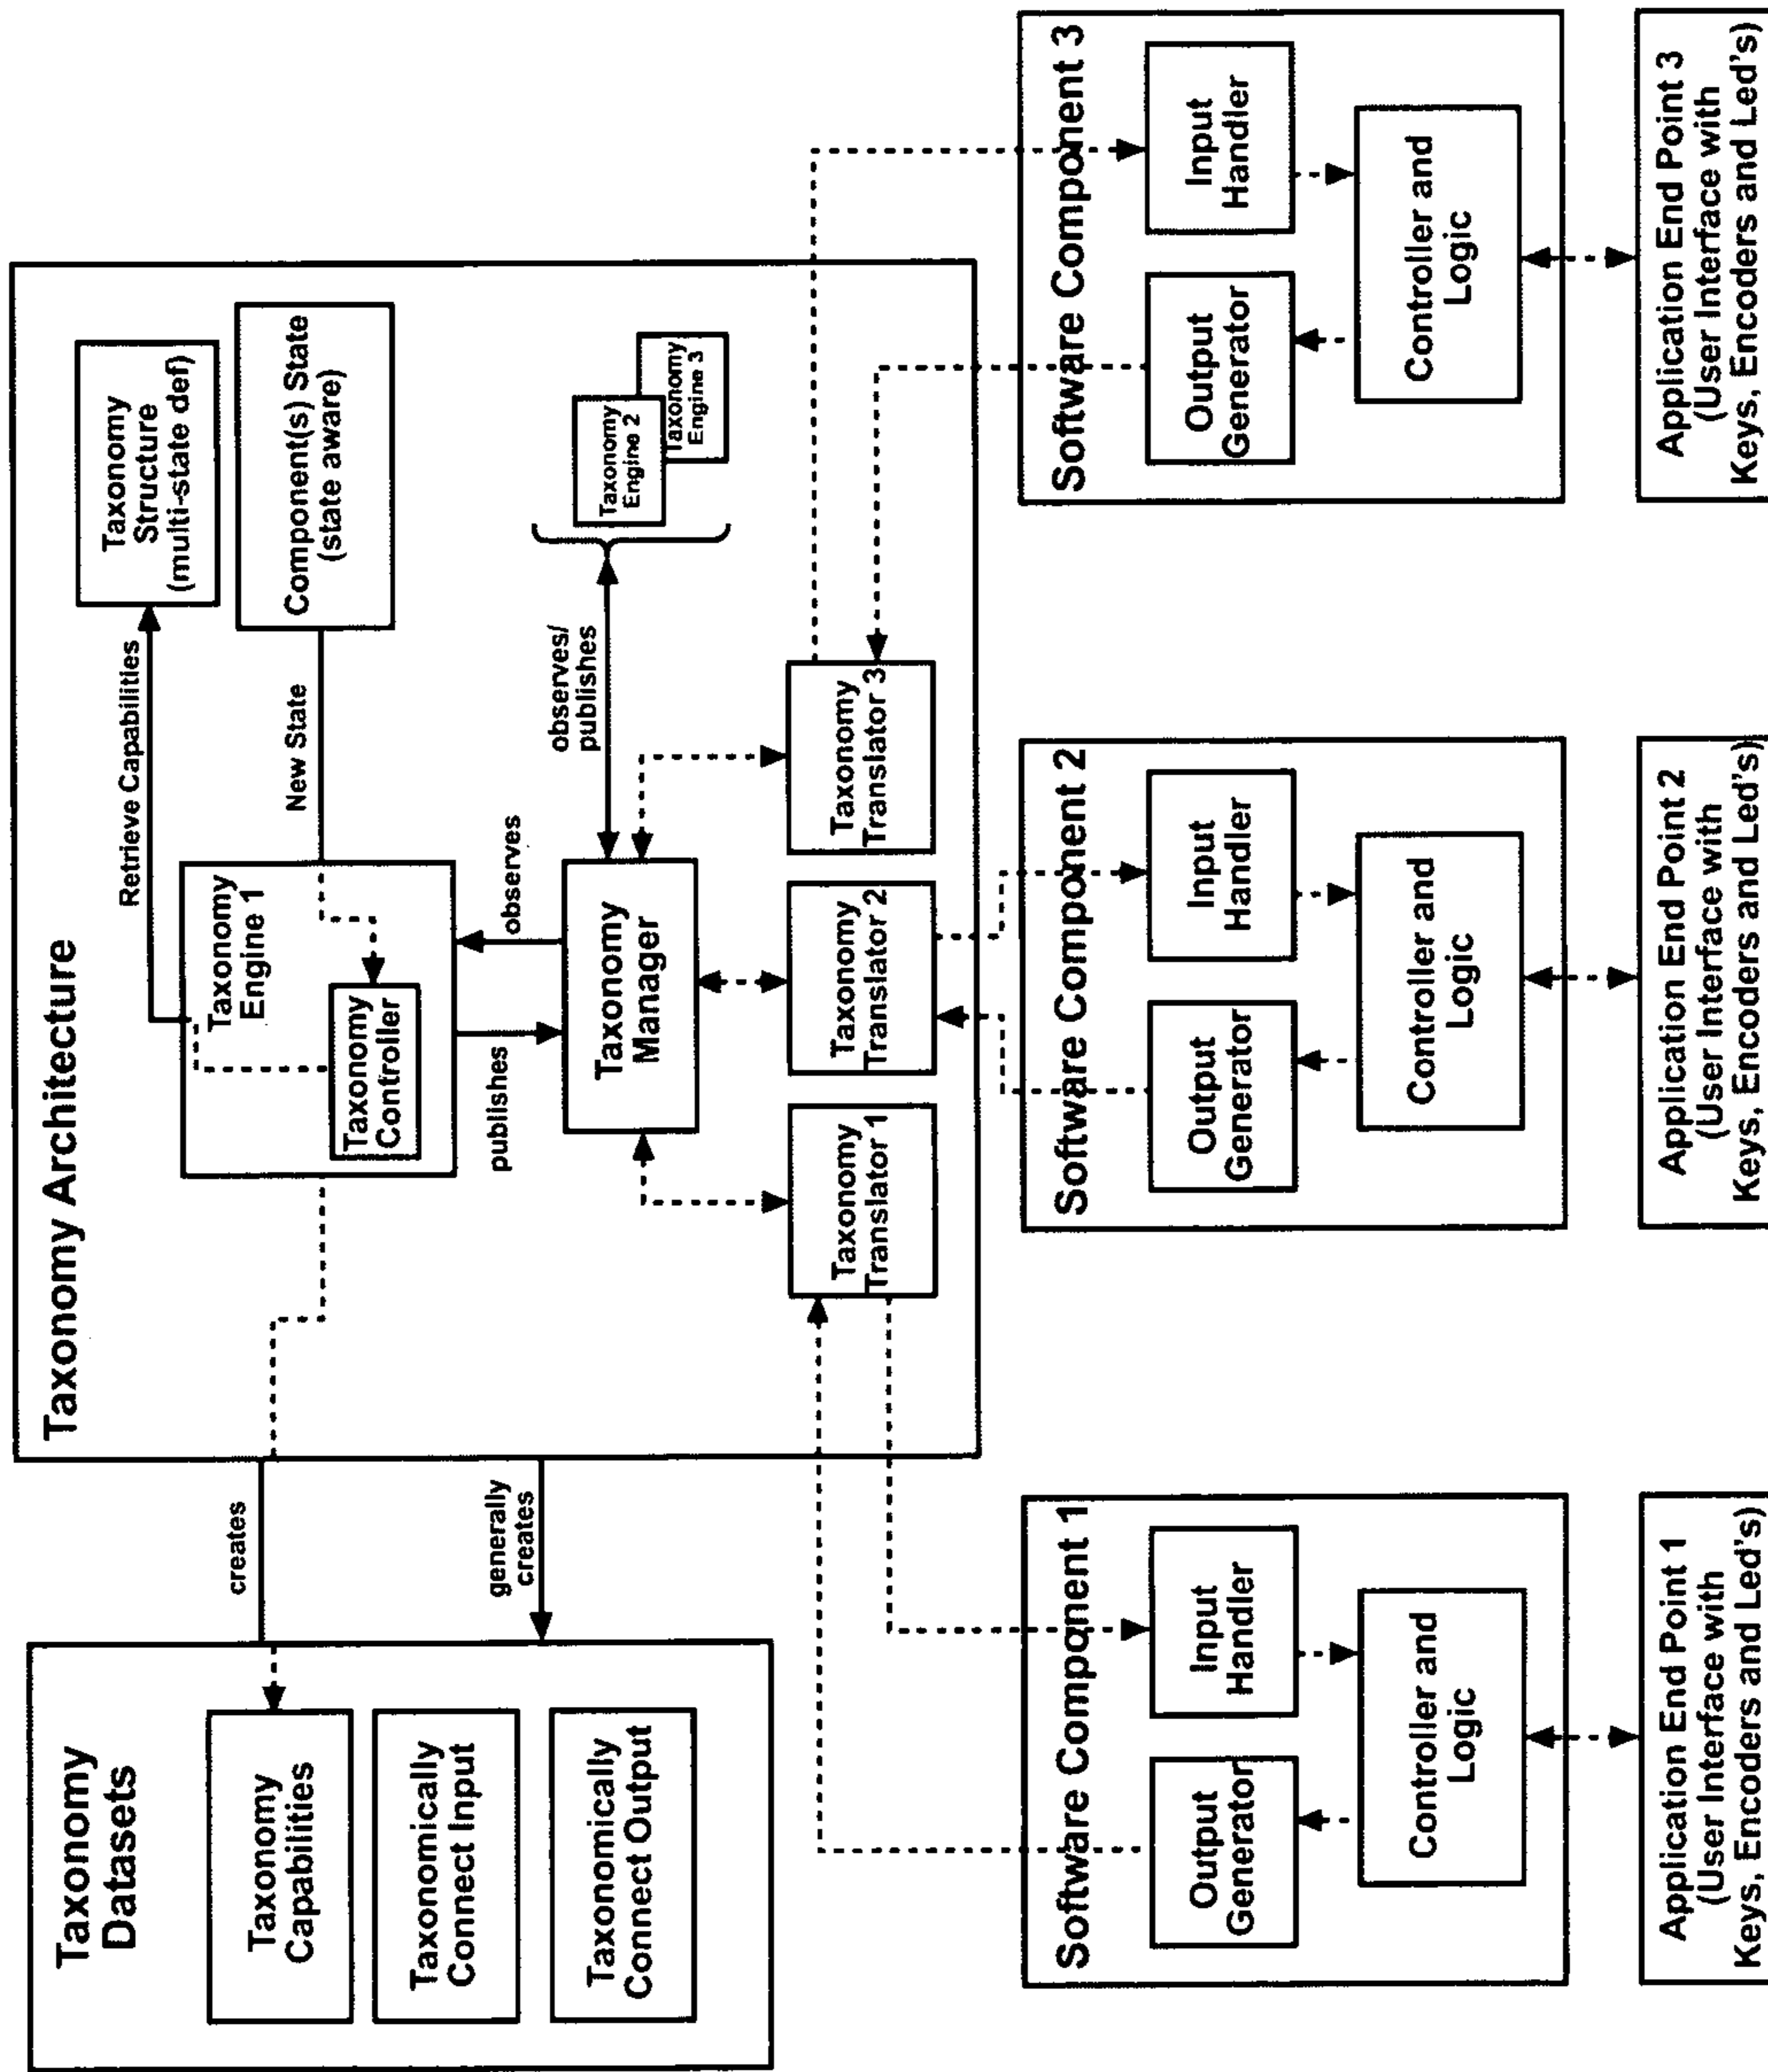 Taxonomy
Datasets
Taxonomy
Capabilities
Taxonomically
Connect Input
Taxonomically
Connect Output
creates
generally
creates
Taxonomy Architecture
Taxonomy
Engine 1
Taxonomy
Controller
Retrieve Capabilities
New State
Taxonomy
Structure
(multi-state def)
Component(s) State
(state aware)
publishes
observes
Taxonomy
Manager
observes/
publishes
Taxonomy
Engine 2
Taxonomy
Engine 3
Taxonomy
Translator 1
Taxonomy
Translator 2
Taxonomy
Translator 3
Software Component 1
Output
Generator
Input
Handler
Controller and
Logic
Application End Point 1
(User Interface with
Keys, Encoders and Led's)
Software Component 2
Output
Generator
Input
Handler
Controller and
Logic
Application End Point 2
(User Interface with
Keys, Encoders and Led's)
Software Component 3
Output
Generator
Input
Handler
Controller and
Logic
Application End Point 3
(User Interface with
Keys, Encoders and Led's)